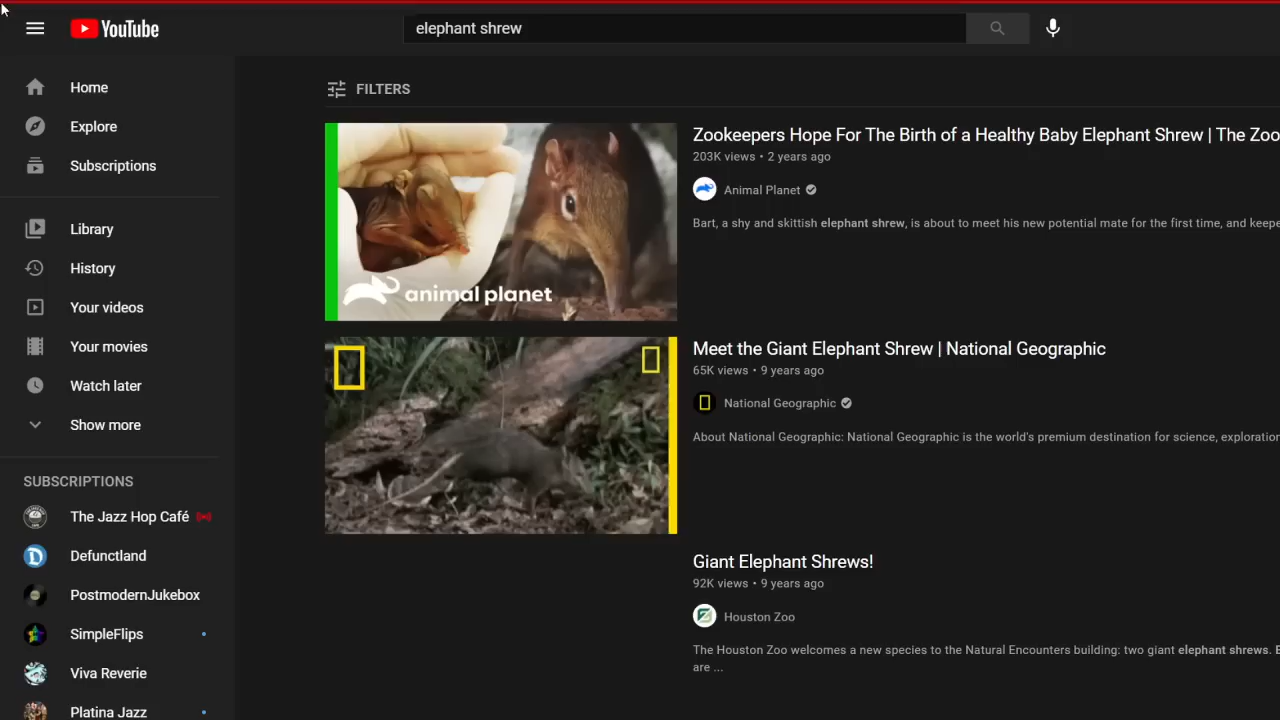 YouTube
elephant shrew
Home
Explore
Subscriptions
Library
History
Your videos
Your movies
Watch later
Show more
SUBSCRIPTIONS
The Jazz Hop Café
Defunctland
PostmodernJukebox
SimpleFlips
Viva Reverie
Platina Jazz
FILTERS
animal planet
Zookeepers Hope For The Birth of a Healthy Baby Elephant Shrew | The Zoo
203K views • 2 years ago
Animal Planet
Bart, a shy and skittish elephant shrew, is about to meet his new potential mate for the first time, and keepe
Meet the Giant Elephant Shrew | National Geographic
65K views • 9 years ago
National Geographic
About National Geographic: National Geographic is the world's premium destination for science, exploration
Giant Elephant Shrews!
92K views • 9 years ago
Houston Zoo
The Houston Zoo welcomes a new species to the Natural Encounters building: two giant elephant shrews.
are ...